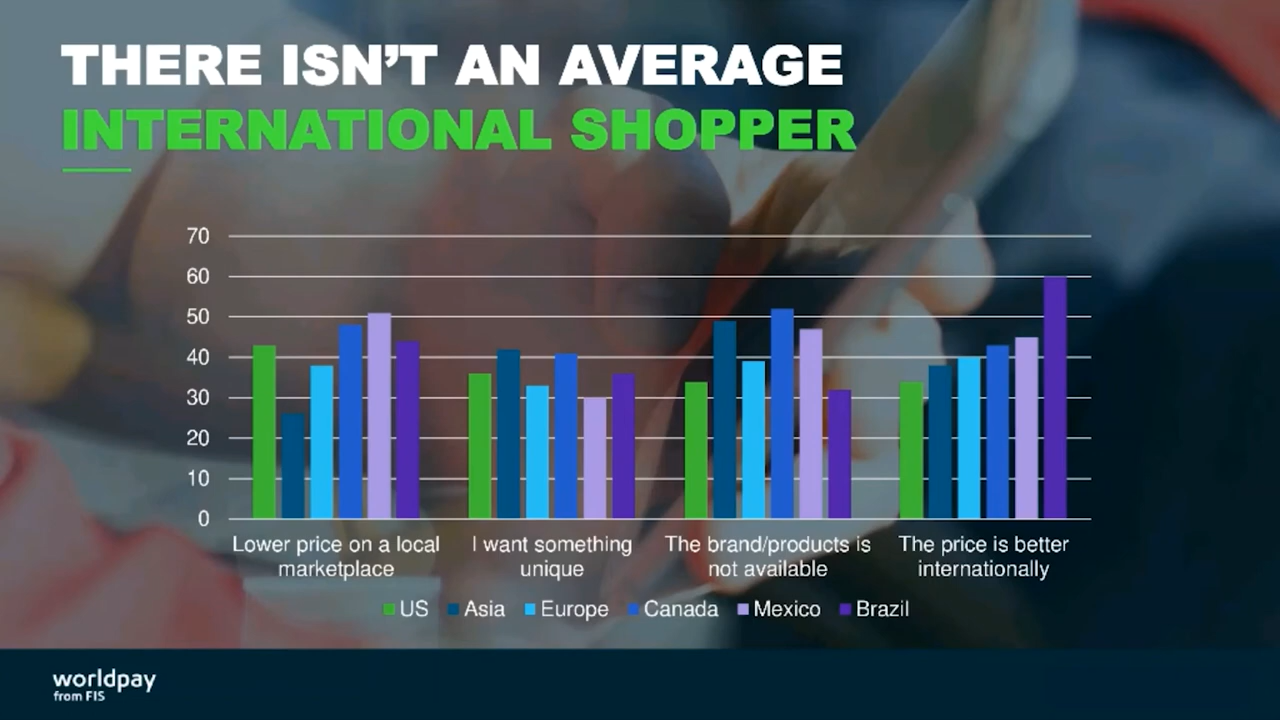 THERE ISN'T AN AVERAGE
INTERNATIONAL SHOPPER
70
60
50
40
30
20
10
0
Lower price on a local
marketplace
I want something
unique
The brand/products is
not available
The price is better
internationally
US Asia Europe Canada Mexico Brazil
worldpay
from FIS